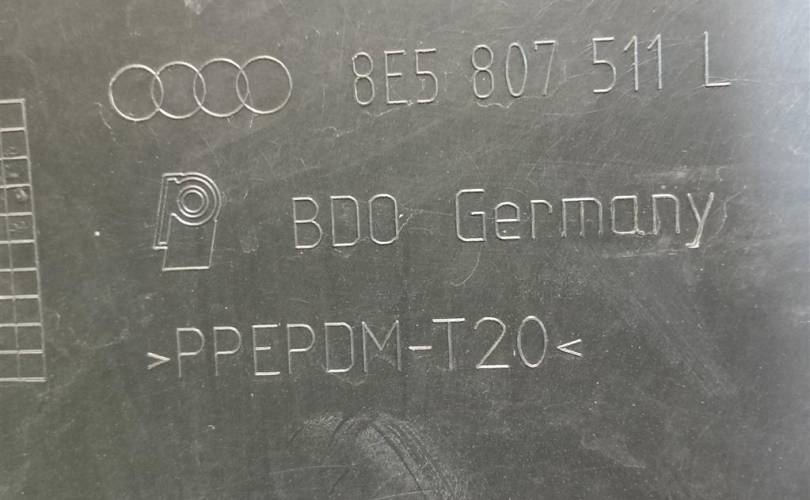 8E5 807 511 L
BDO Germany
>PPEPDM-T20<